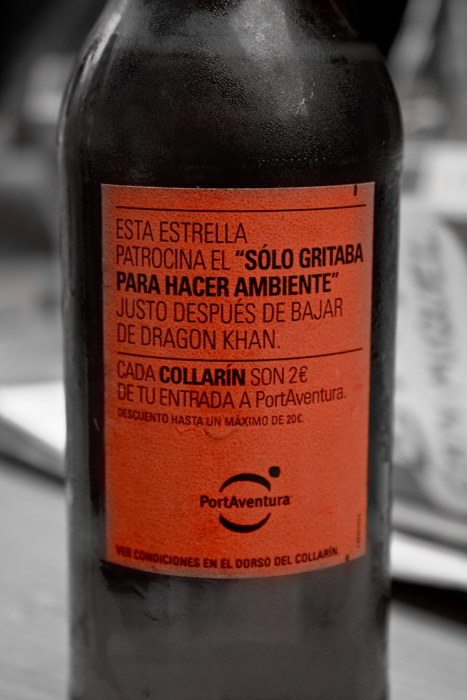 ESTA ESTRELLA
PATROCINA EL “SÓLO GRITABA
PARA HACER AMBIENTE”
JUSTO DESPUÉS DE BAJAR
DE DRAGON KHAN.
CADA COLLARÍN SON 2€
DE TU ENTRADA A PortAventura.
DESCUENTO HASTA UN MÁXIMO DE 20€.
PortAventura
VER CONDICIONES EN EL DORSO DEL COLLARÍN.